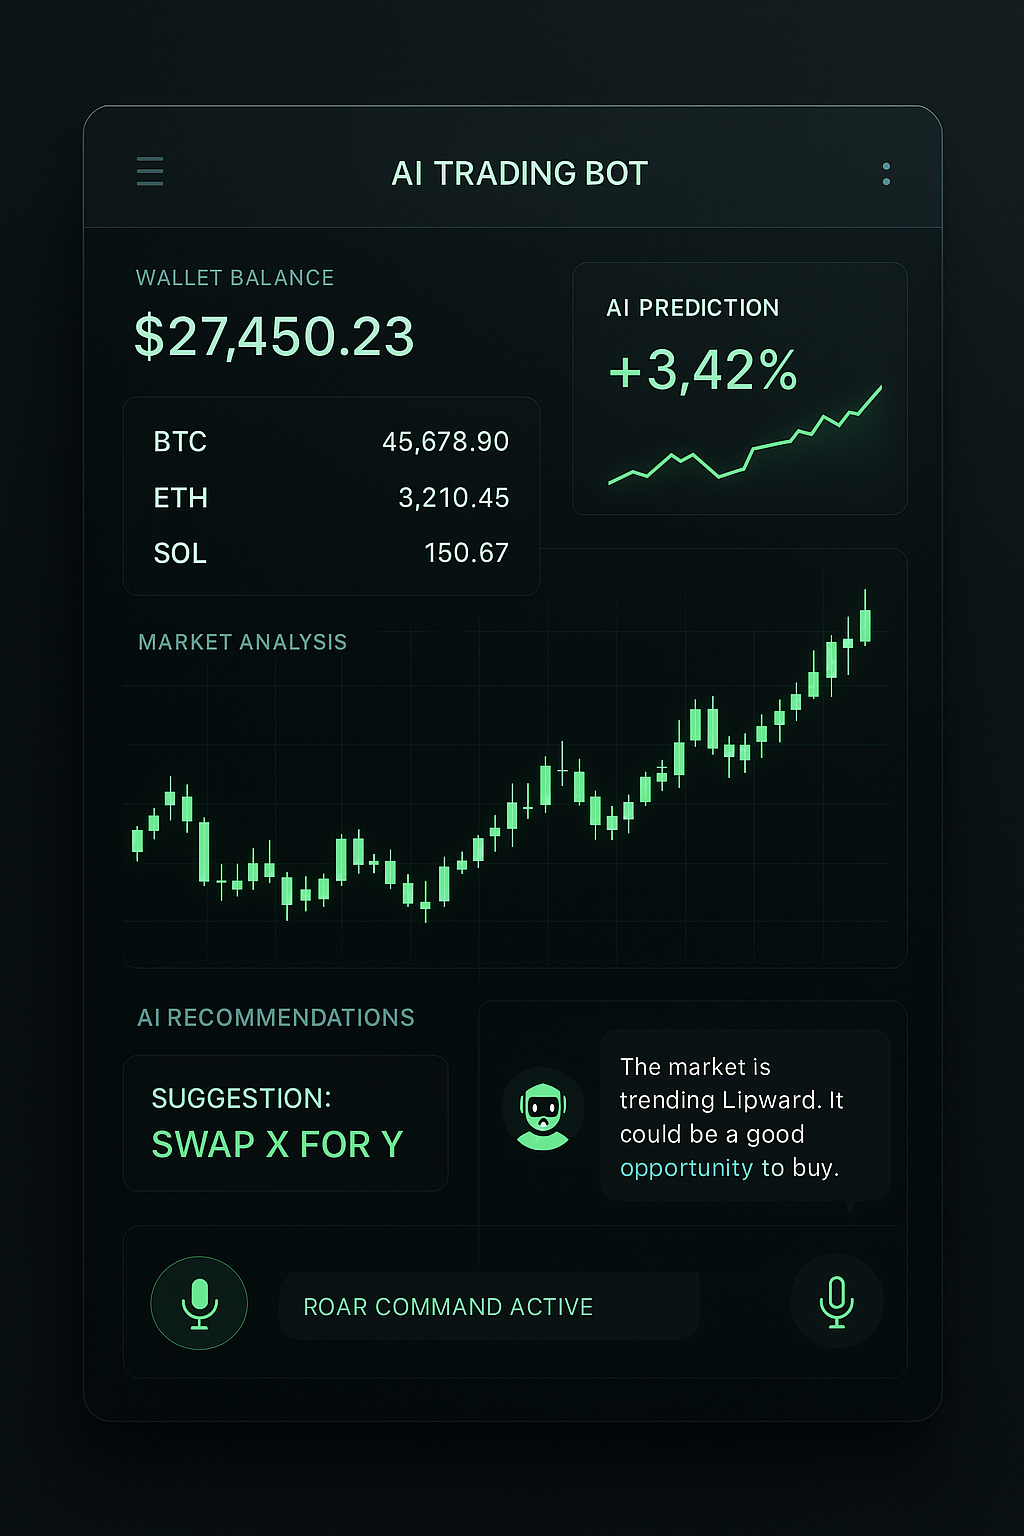 AI TRADING BOT
WALLET BALANCE
$27,450.23
AI PREDICTION
+3,42%
BTC 45,678.90
ETH 3,210.45
SOL 150.67
MARKET ANALYSIS
AI RECOMMENDATIONS
SUGGESTION:
SWAP X FOR Y
The market is
trending Lipward. It
could be a good
opportunity to buy.
ROAR COMMAND ACTIVE